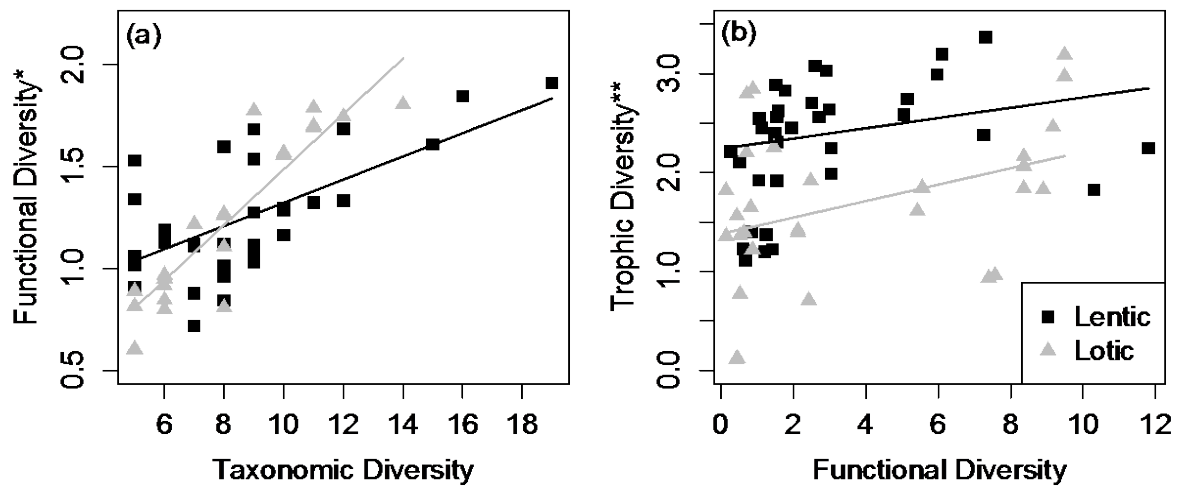 (a)
Functional Diversity*
2.0
1.5
1.0
0.5
6 8 10 12 14 16 18
Taxonomic Diversity
(b)
Trophic Diversity**
3.0
2.0
1.0
0.0
0 2 4 6 8 10 12
Functional Diversity
Lentic
Lotic